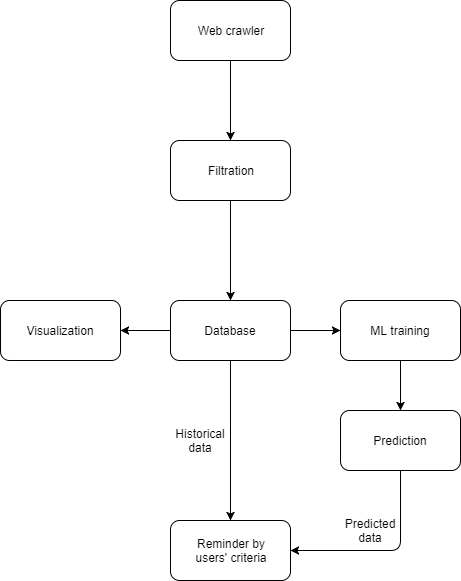 Web crawler
Filtration
Visualization
Database
ML training
Historical
data
Prediction
Predicted
data
Reminder by
users' criteria